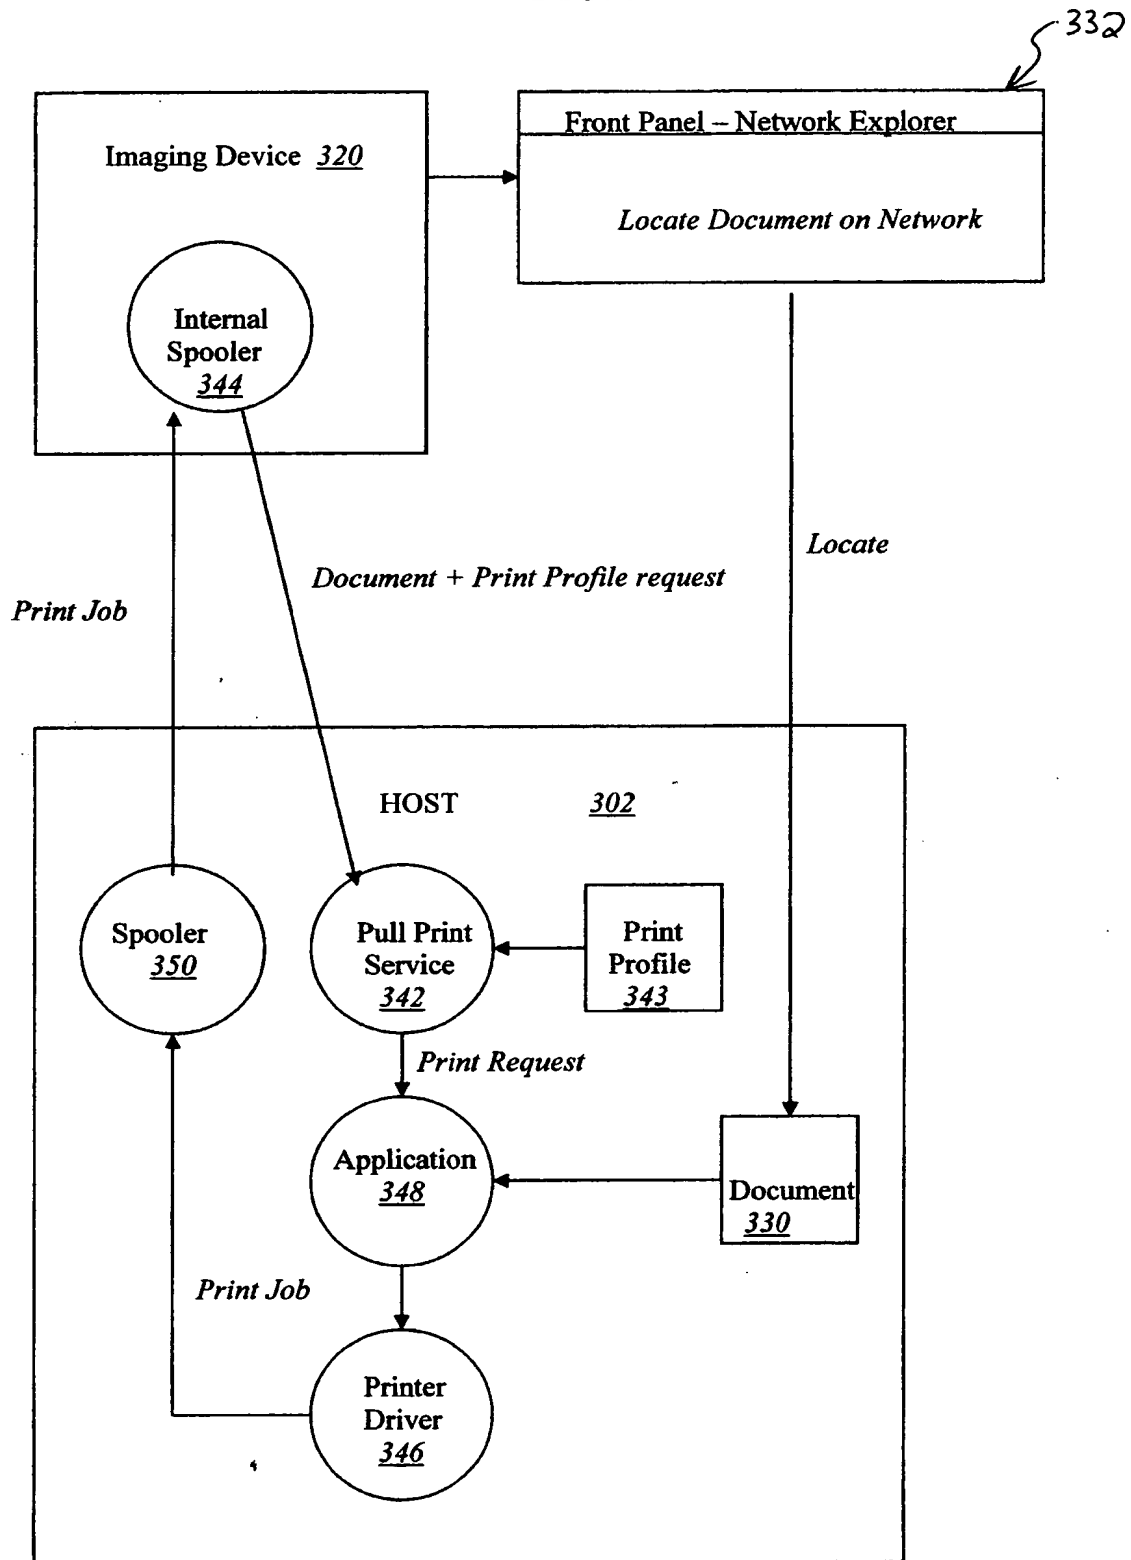 332
Front Panel – Network Explorer
Imaging Device 320
Locate Document on Network
Internal
Spooler
344
Locate
Document + Print Profile request
Print Job
HOST 302
Spooler
350
Pull Print
Service
342
Print
Profile
343
Print Request
Application
348
Document
330
Print Job
Printer
Driver
346